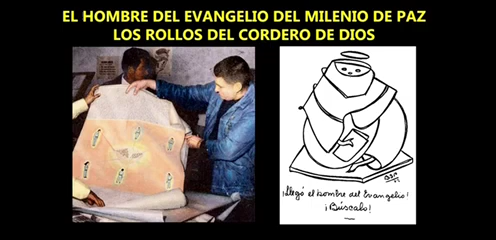 EL HOMBRE DEL EVANGELIO DEL MILENIO DE PAZ
LOS ROLLOS DEL CORDERO DE DIOS
¡Llegó el hombre del Evangelio!
¡Búscalo!